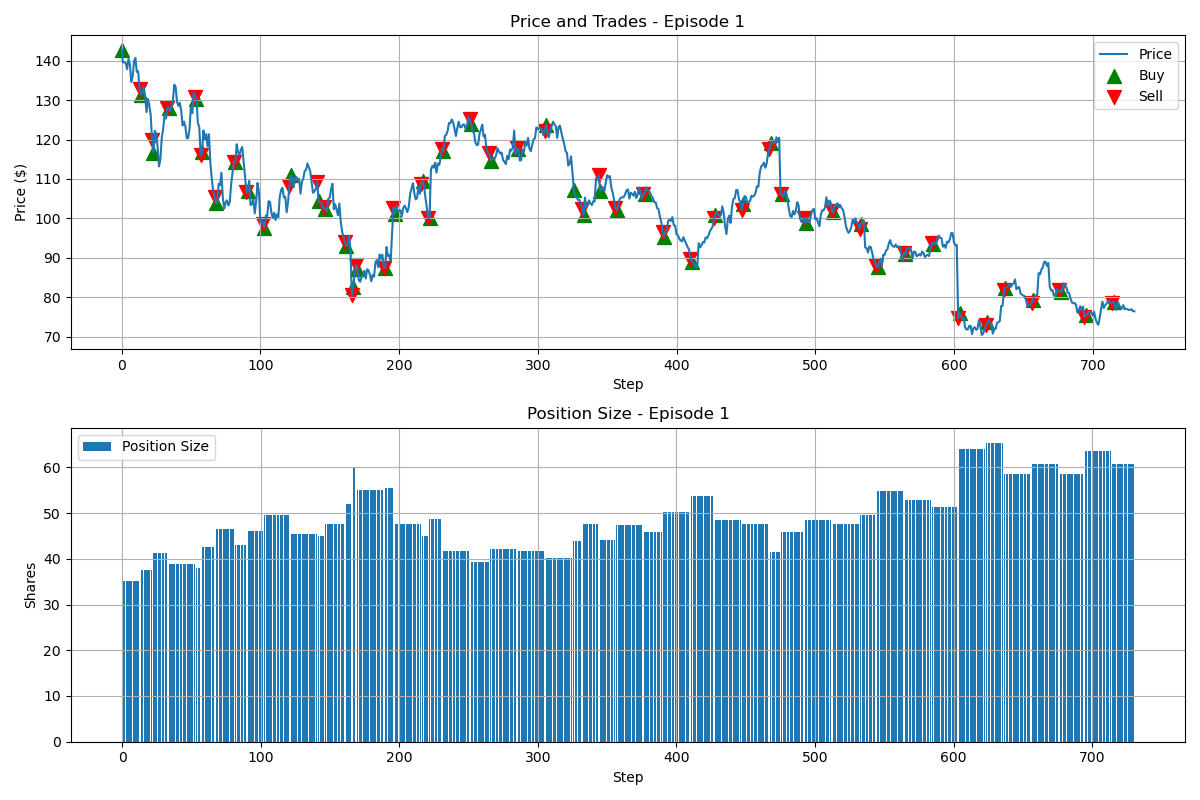 Price and Trades - Episode 1
Price ($)
140
130
120
110
100
90
80
70
Price
Buy
Sell
0 100 200 300 400 500 600 700
Step
Position Size - Episode 1
Shares
60
50
40
30
20
10
0
Position Size
0 100 200 300 400 500 600 700
Step